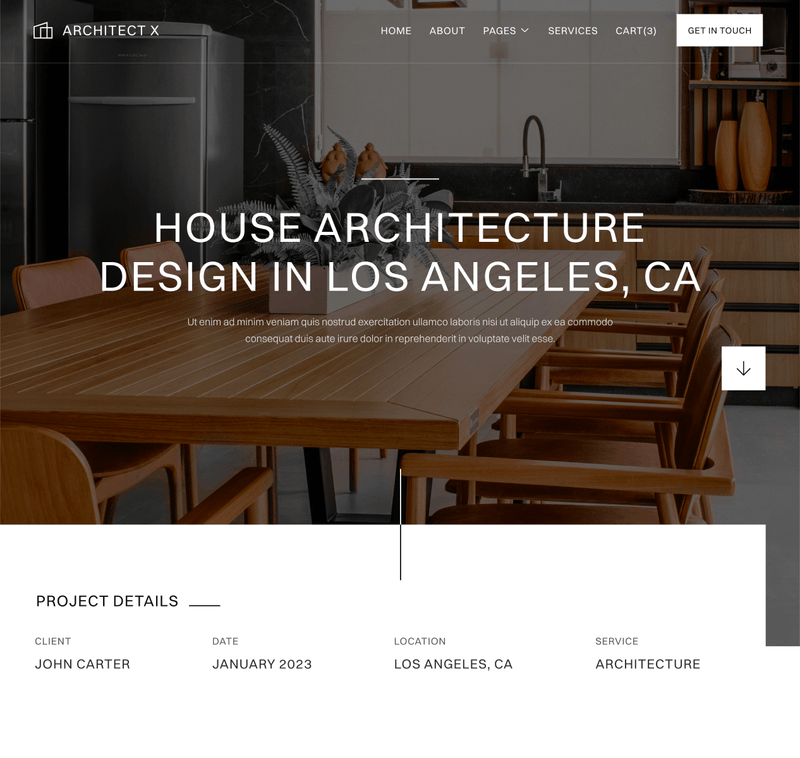 ARCHITECT X
HOME ABOUT PAGES SERVICES CART(3) GET IN TOUCH
HOUSE ARCHITECTURE
DESIGN IN LOS ANGELES, CA
Ut enim ad minim veniam quis nostrud exercitation ullamco laboris nisi ut aliquip ex ea commodo
consequat duis aute irure dolor in reprehenderit in voluptate velit esse.
PROJECT DETAILS
CLIENT DATE LOCATION SERVICE
JOHN CARTER JANUARY 2023 LOS ANGELES, CA ARCHITECTURE